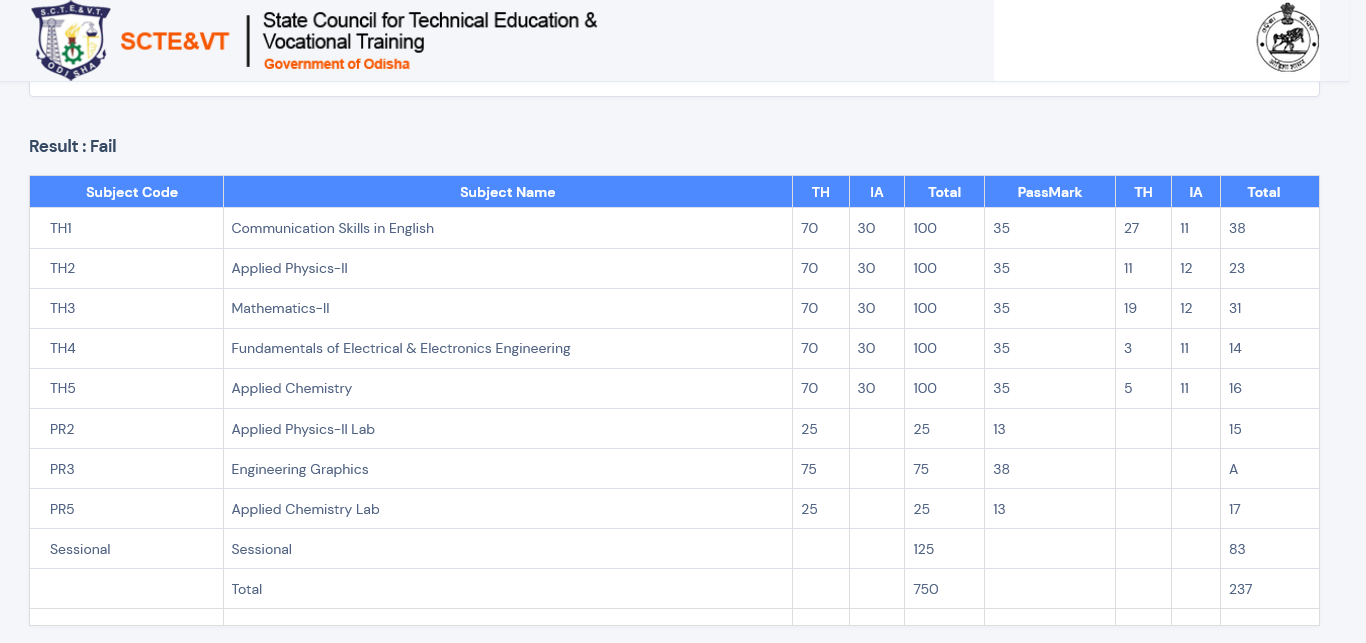 S.C.T.E.&V.T.
ODISHA
SCTE&VT
State Council for Technical Education &
Vocational Training
Government of Odisha
Result : Fail
Subject Code Subject Name TH IA Total PassMark TH IA Total
TH1 Communication Skills in English 70 30 100 35 27 11 38
TH2 Applied Physics-II 70 30 100 35 11 12 23
TH3 Mathematics-II 70 30 100 35 19 12 31
TH4 Fundamentals of Electrical & Electronics Engineering 70 30 100 35 3 11 14
TH5 Applied Chemistry 70 30 100 35 5 11 16
PR2 Applied Physics-II Lab 25 25 13 15
PR3 Engineering Graphics 75 75 38 A
PR5 Applied Chemistry Lab 25 25 13 17
Sessional Sessional 125 83
Total 750 237